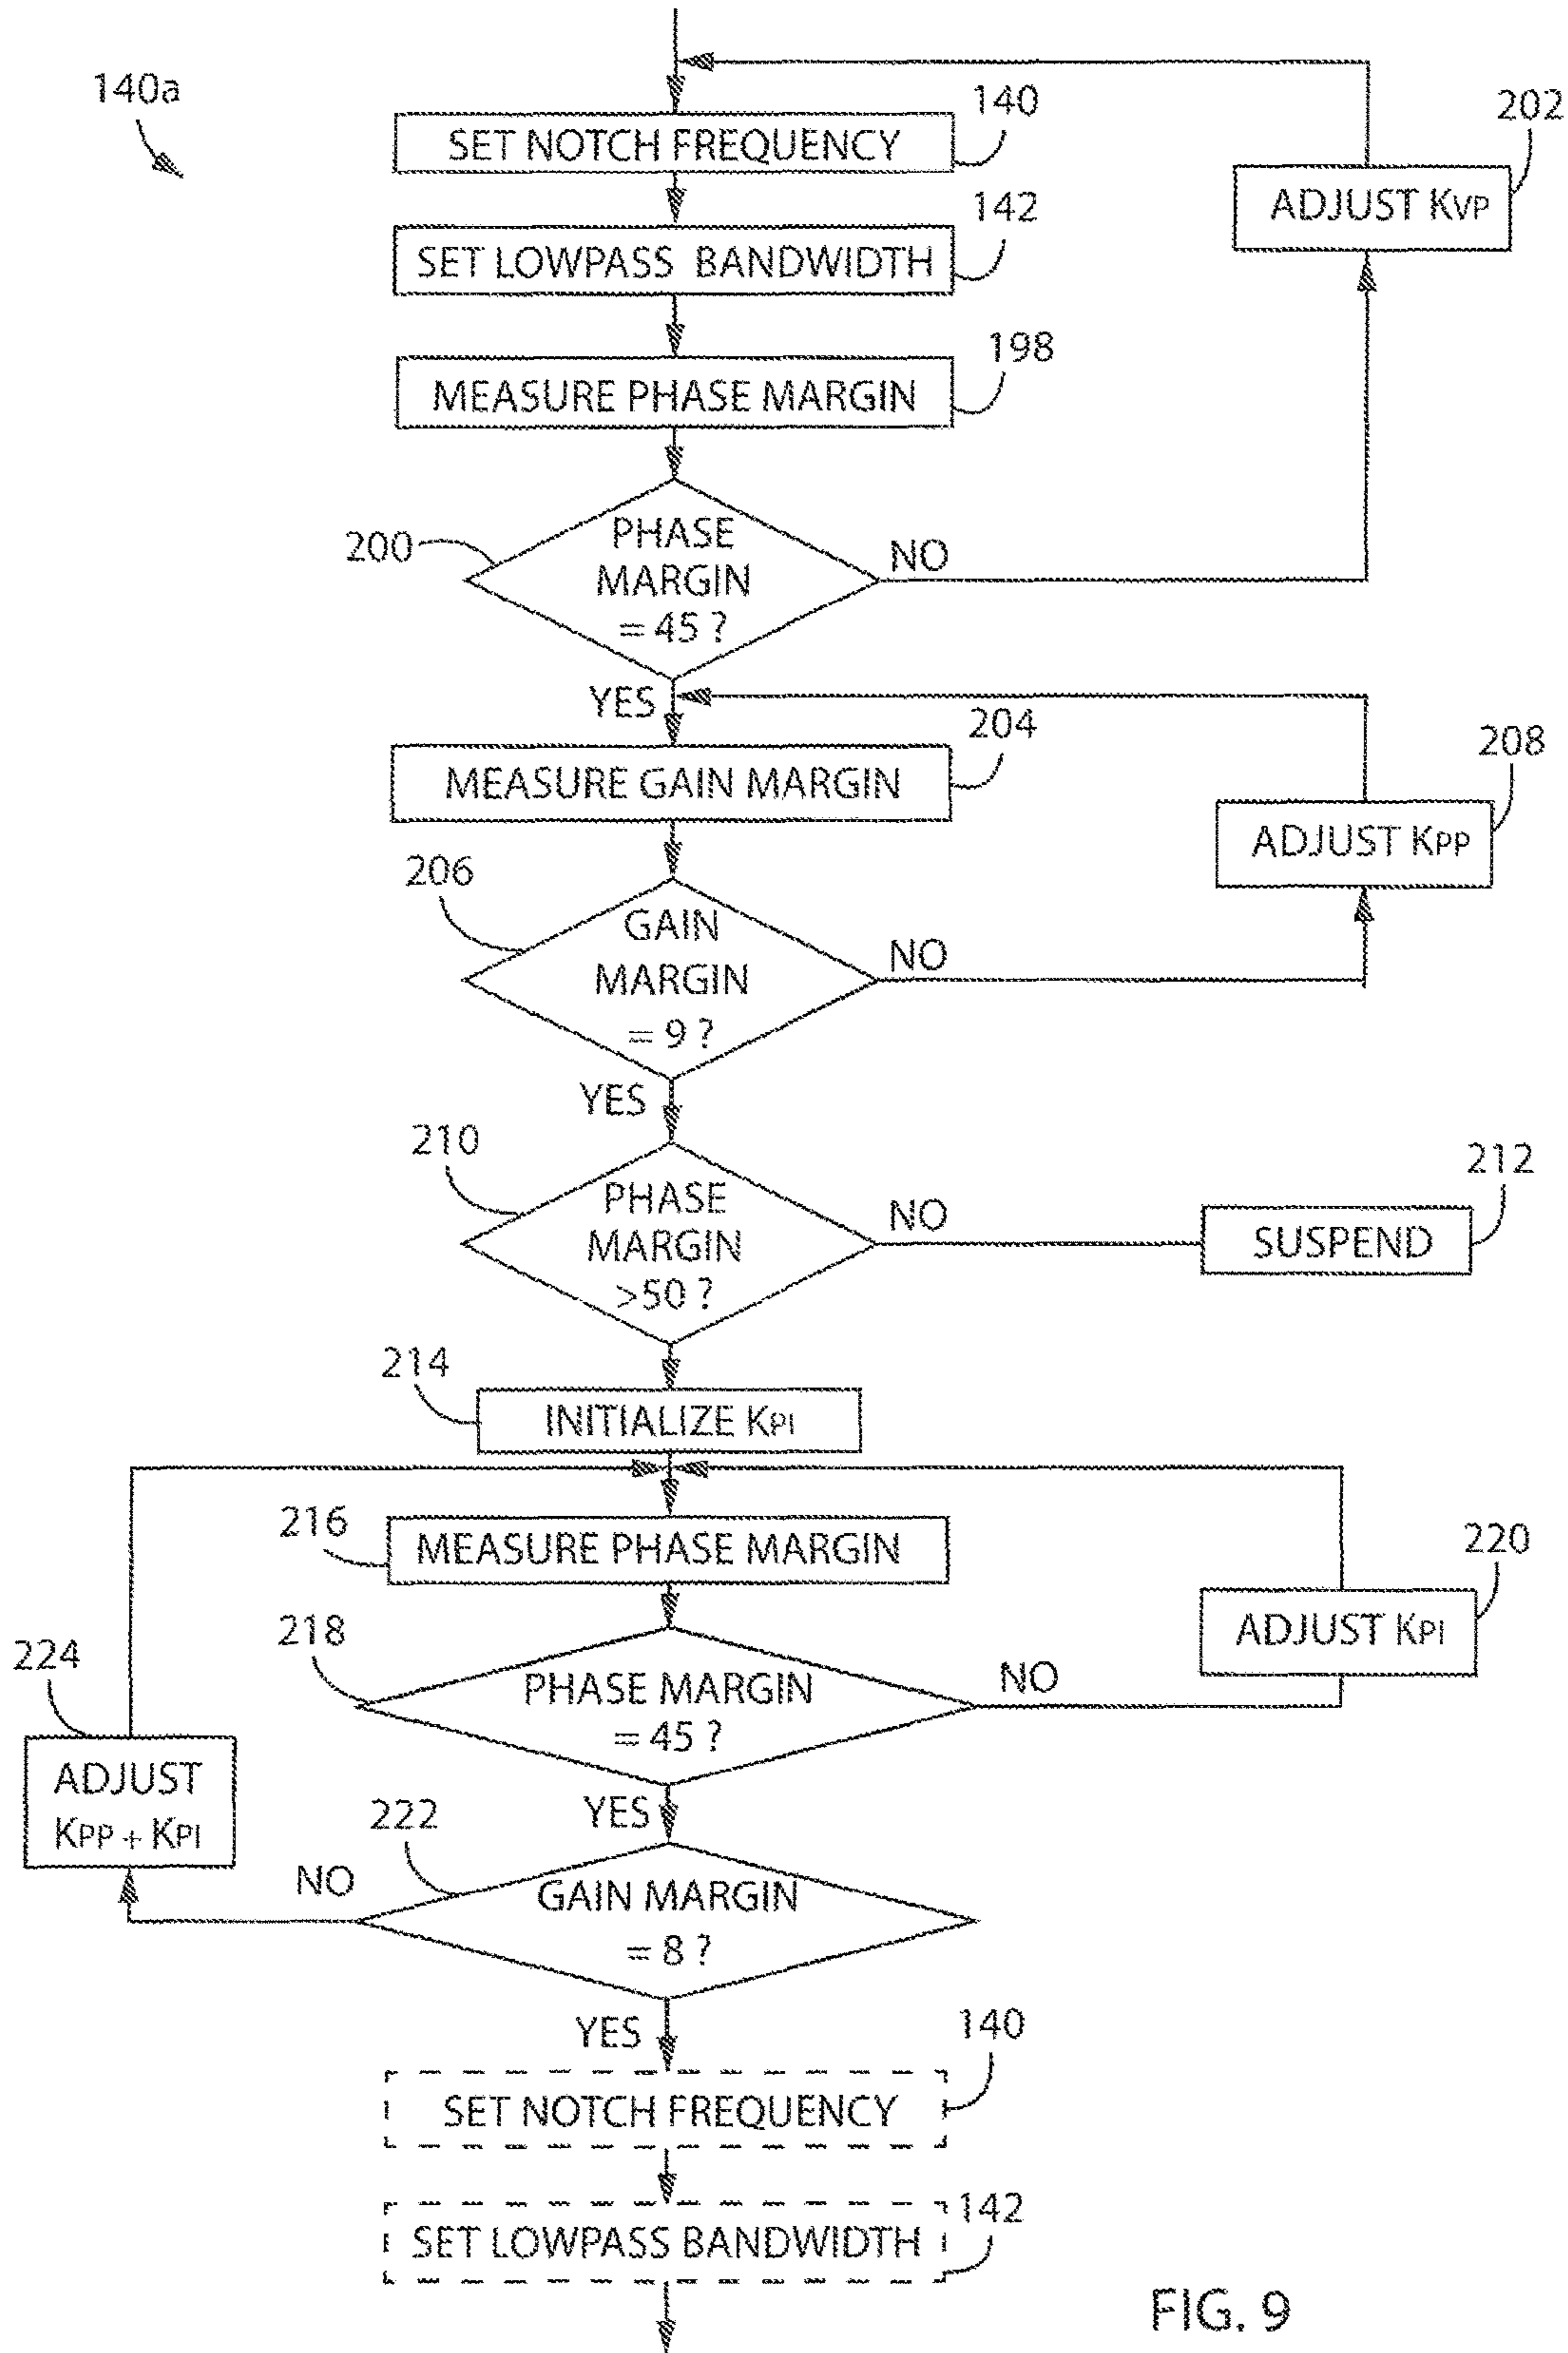 140a
140
SET NOTCH FREQUENCY
202
ADJUST KVP
142
SET LOWPASS BANDWIDTH
198
MEASURE PHASE MARGIN
200
PHASE
MARGIN
= 45 ?
NO
YES
204
MEASURE GAIN MARGIN
208
ADJUST KPP
206
GAIN
MARGIN
= 9 ?
NO
YES
210
PHASE
MARGIN
>50 ?
NO
212
SUSPEND
214
INITIALIZE KPI
216
MEASURE PHASE MARGIN
220
ADJUST KPI
218
PHASE MARGIN
= 45 ?
NO
224
ADJUST
KPP + KPI
YES
222
GAIN MARGIN
= 8 ?
NO
YES
140
SET NOTCH FREQUENCY
142
SET LOWPASS BANDWIDTH
FIG. 9